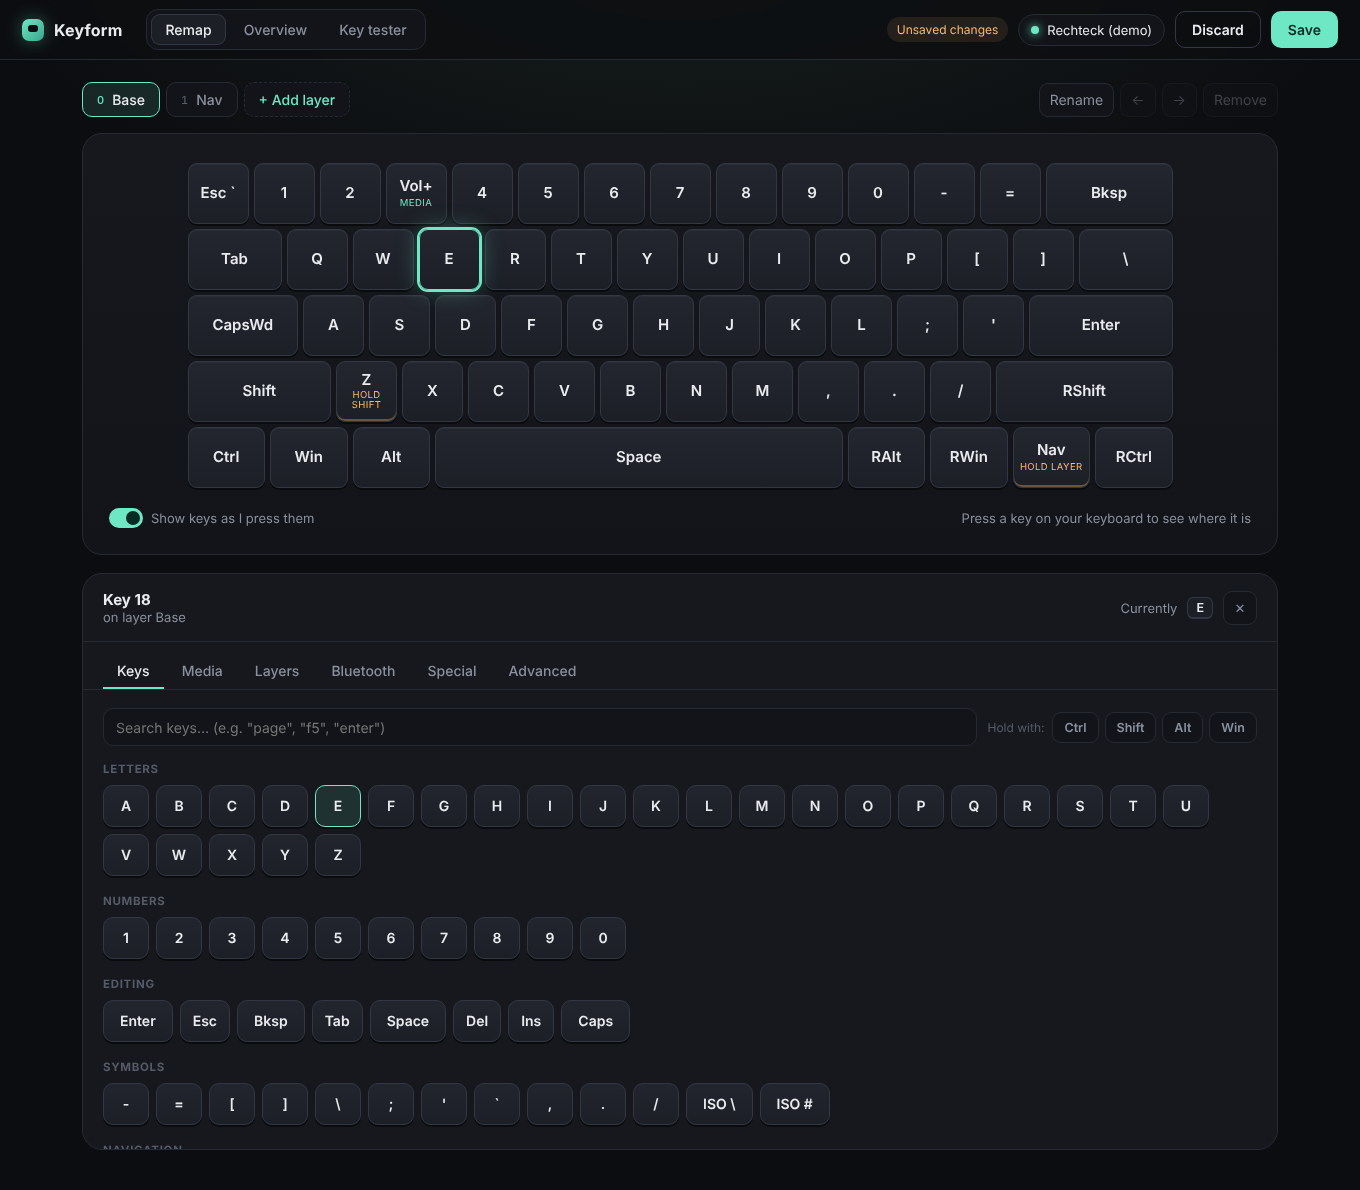 Keyform Remap Overview Key tester Unsaved changes Rechteck (demo) Discard Save
0 Base 1 Nav + Add layer Rename ← → Remove
Esc ` 1 2 Vol+ 4 5 6 7 8 9 0 - = Bksp
MEDIA
Tab Q W E R T Y U I O P [ ] \
CapsWd A S D F G H J K L ; ' Enter
Shift Z X C V B N M , . / RShift
HOLD
SHIFT
Ctrl Win Alt Space RAlt RWin Nav RCtrl
HOLD LAYER
Show keys as I press them Press a key on your keyboard to see where it is
Key 18
on layer Base
Currently E ×
Keys Media Layers Bluetooth Special Advanced
Search keys... (e.g. "page", "f5", "enter") Hold with: Ctrl Shift Alt Win
LETTERS
A B C D E F G H I J K L M N O P Q R S T U
V W X Y Z
NUMBERS
1 2 3 4 5 6 7 8 9 0
EDITING
Enter Esc Bksp Tab Space Del Ins Caps
SYMBOLS
- = [ ] \ ; ' ` , . / ISO \ ISO #
NAVIGATION